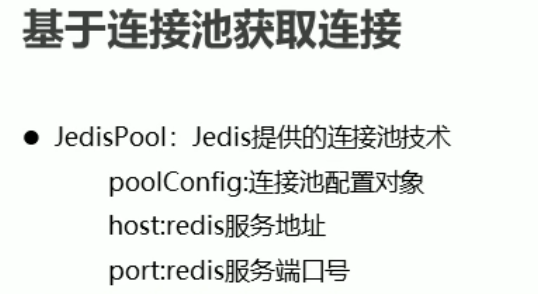 基于连接池获取连接
● JedisPool：Jedis提供的连接池技术
poolConfig:连接池配置对象
host:redis服务地址
port:redis服务端口号